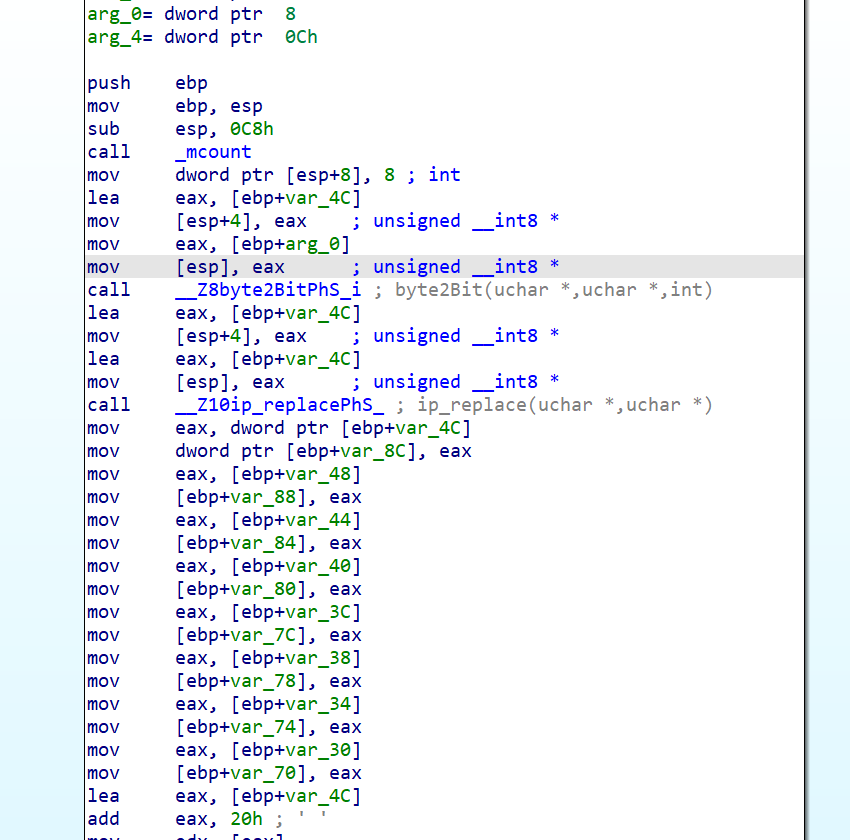 arg_0= dword ptr  8
arg_4= dword ptr  0Ch
push    ebp
mov     ebp, esp
sub     esp, 0C8h
call    _mcount
mov     dword ptr [esp+8], 8 ; int
lea     eax, [ebp+var_4C]
mov     [esp+4], eax    ; unsigned __int8 *
mov     eax, [ebp+arg_0]
mov     [esp], eax      ; unsigned __int8 *
call    __Z8byte2BitPhS_i ; byte2Bit(uchar *,uchar *,int)
lea     eax, [ebp+var_4C]
mov     [esp+4], eax    ; unsigned __int8 *
lea     eax, [ebp+var_4C]
mov     [esp], eax      ; unsigned __int8 *
call    __Z10ip_replacePhS_ ; ip_replace(uchar *,uchar *)
mov     eax, dword ptr [ebp+var_4C]
mov     dword ptr [ebp+var_8C], eax
mov     eax, [ebp+var_48]
mov     [ebp+var_88], eax
mov     eax, [ebp+var_44]
mov     [ebp+var_84], eax
mov     eax, [ebp+var_40]
mov     [ebp+var_80], eax
mov     eax, [ebp+var_3C]
mov     [ebp+var_7C], eax
mov     eax, [ebp+var_38]
mov     [ebp+var_78], eax
mov     eax, [ebp+var_34]
mov     [ebp+var_74], eax
mov     eax, [ebp+var_30]
mov     [ebp+var_70], eax
lea     eax, [ebp+var_4C]
add     eax, 20h ; ' '